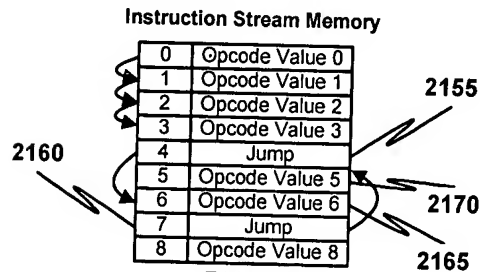 Instruction Stream Memory
0 Opcode Value 0
1 Opcode Value 1
2 Opcode Value 2
2155
3 Opcode Value 3
2160
4 Jump
5 Opcode Value 5
2170
6 Opcode Value 6
7 Jump
2165
8 Opcode Value 8